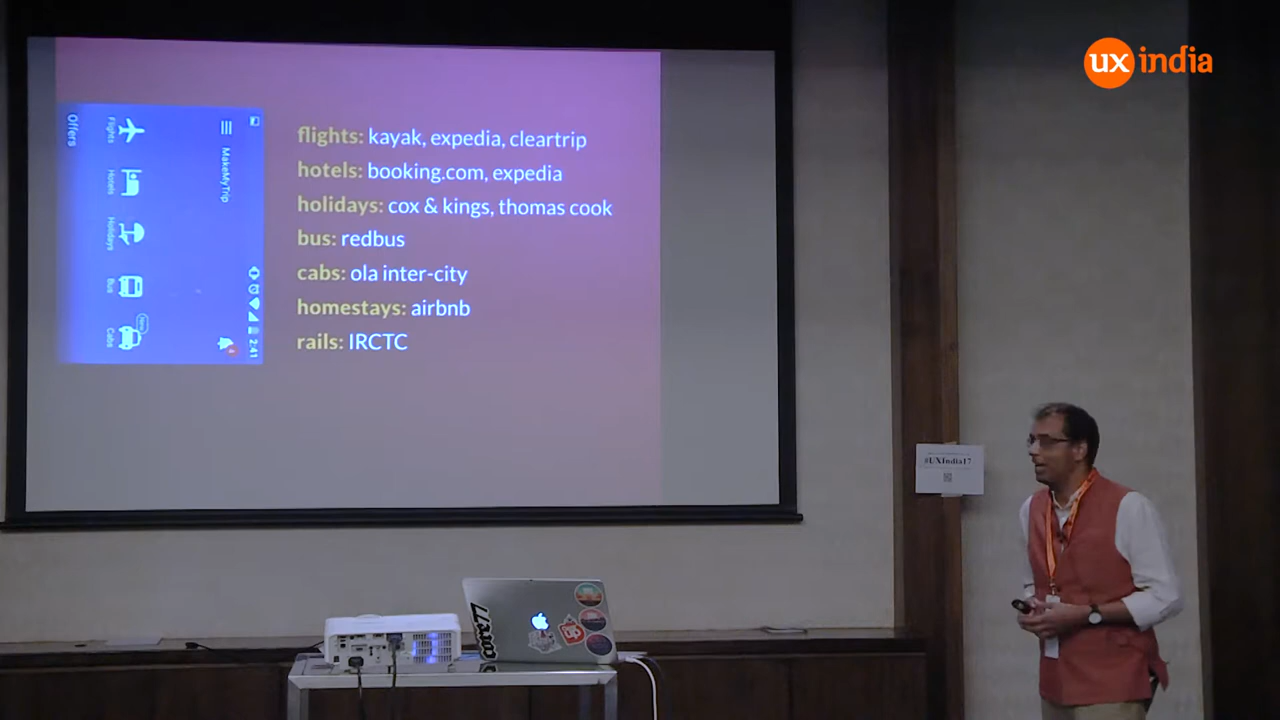 ux india
flights: kayak, expedia, cleartrip
hotels: booking.com, expedia
holidays: cox & kings, thomas cook
bus: redbus
cabs: ola inter-city
homestays: airbnb
rails: IRCTC
2:41
MakeMyTrip
Flights
Hotels
Holidays
Bus
Cabs
Offers
#UXIndia17
core77